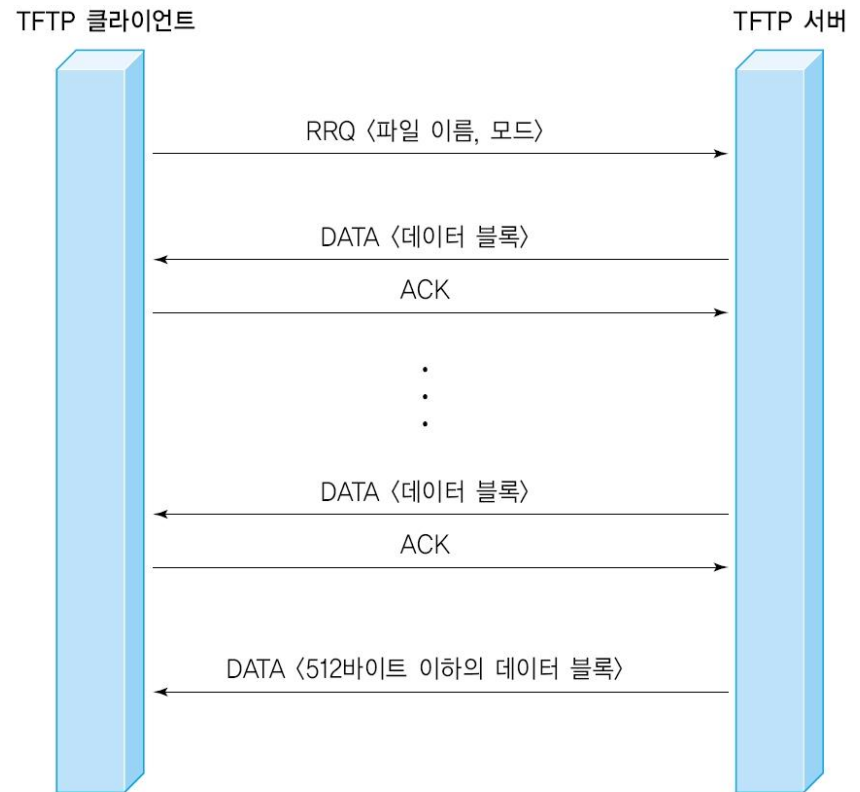 TFTP 클라이언트
TFTP 서버
RRQ 〈파일 이름, 모드〉
DATA 〈데이터 블록〉
ACK
DATA 〈데이터 블록〉
ACK
DATA 〈512바이트 이하의 데이터 블록〉